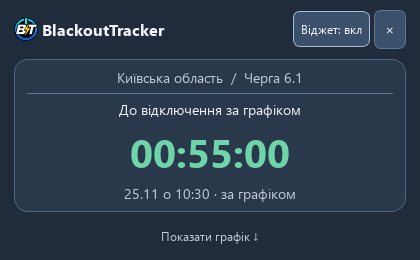 BT BlackoutTracker
Віджет: вкл
×
Київська область / Черга 6.1
До відключення за графіком
00:55:00
25.11 о 10:30 · за графіком
Показати графік ↓